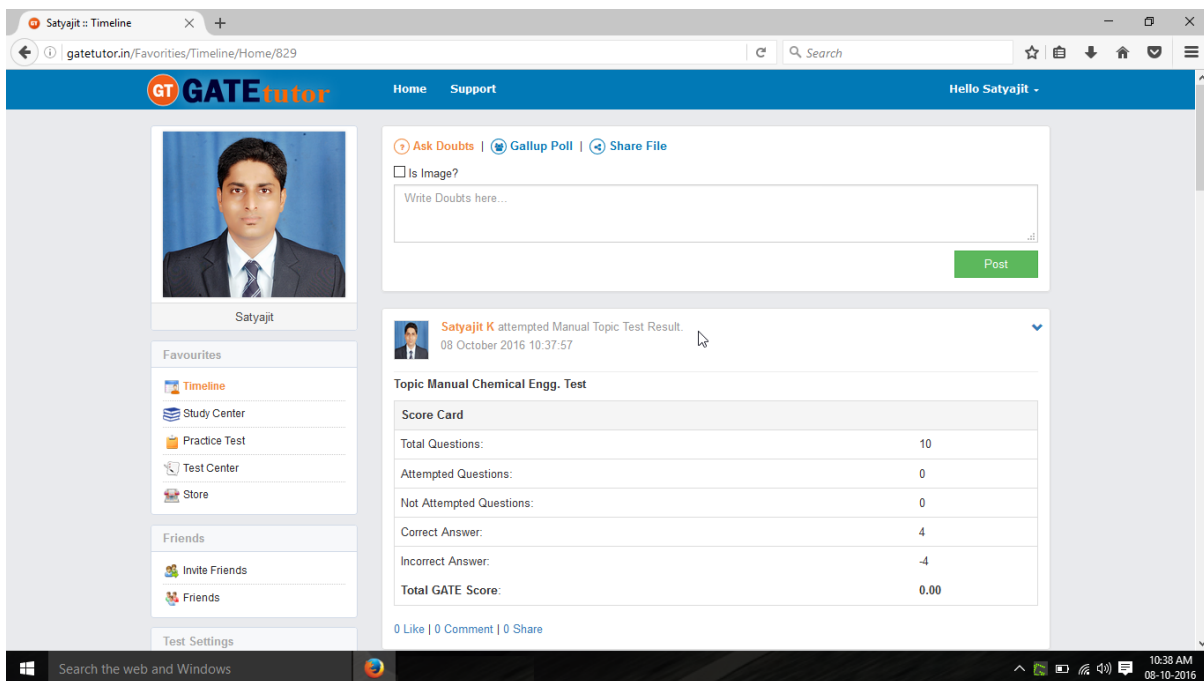 Satyajit :: Timeline
gatetutor.in/Favorities/Timeline/Home/829
Search
GT GATEtutor
Home Support Hello Satyajit
Ask Doubts | Gallup Poll | Share File
Is Image?
Write Doubts here...
Post
Satyajit
Satyajit K attempted Manual Topic Test Result.
08 October 2016 10:37:57
Favourites
Timeline
Study Center
Practice Test
Test Center
Store
Friends
Invite Friends
Friends
Test Settings
Topic Manual Chemical Engg. Test
Score Card
Total Questions: 10
Attempted Questions: 0
Not Attempted Questions: 0
Correct Answer: 4
Incorrect Answer: -4
Total GATE Score: 0.00
0 Like | 0 Comment | 0 Share
Search the web and Windows
10:38 AM
08-10-2016